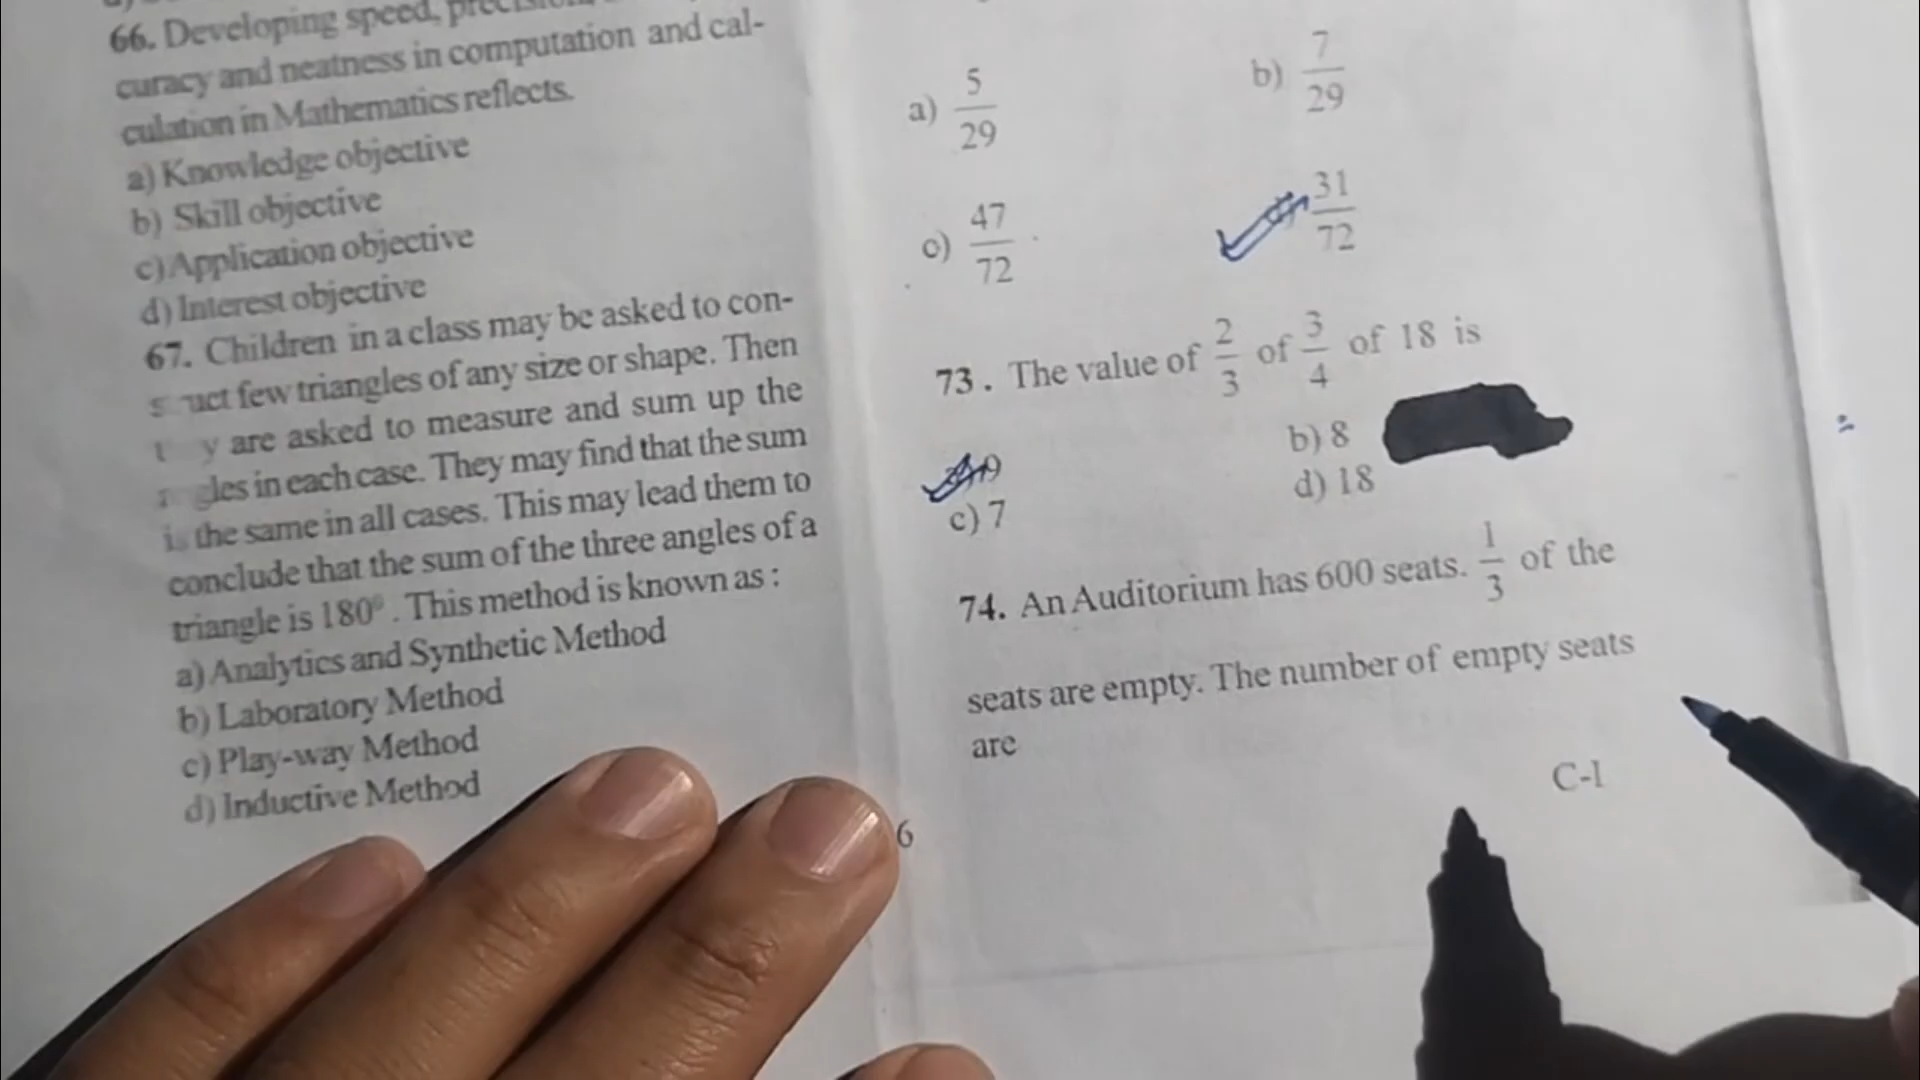 66. Developing speed,
curacy and neatness in computation and cal-
culation in Mathematics reflects.
a) Knowledge objective
b) Skill objective
c) Application objective
d) Interest objective
67. Children in a class may be asked to con-
s uct few triangles of any size or shape. Then
t y are asked to measure and sum up the
gles in each case. They may find that the sum
is the same in all cases. This may lead them to
conclude that the sum of the three angles of a
triangle is 180°. This method is known as :
a) Analytics and Synthetic Method
b) Laboratory Method
c) Play-way Method
d) Inductive Method
6
a) 5/29 b) 7/29
c) 47/72 31/72
73. The value of 2/3 of 3/4 of 18 is
9 b) 8
c) 7 d) 18
74. An Auditorium has 600 seats. 1/3 of the
seats are empty. The number of empty seats
are
C-1